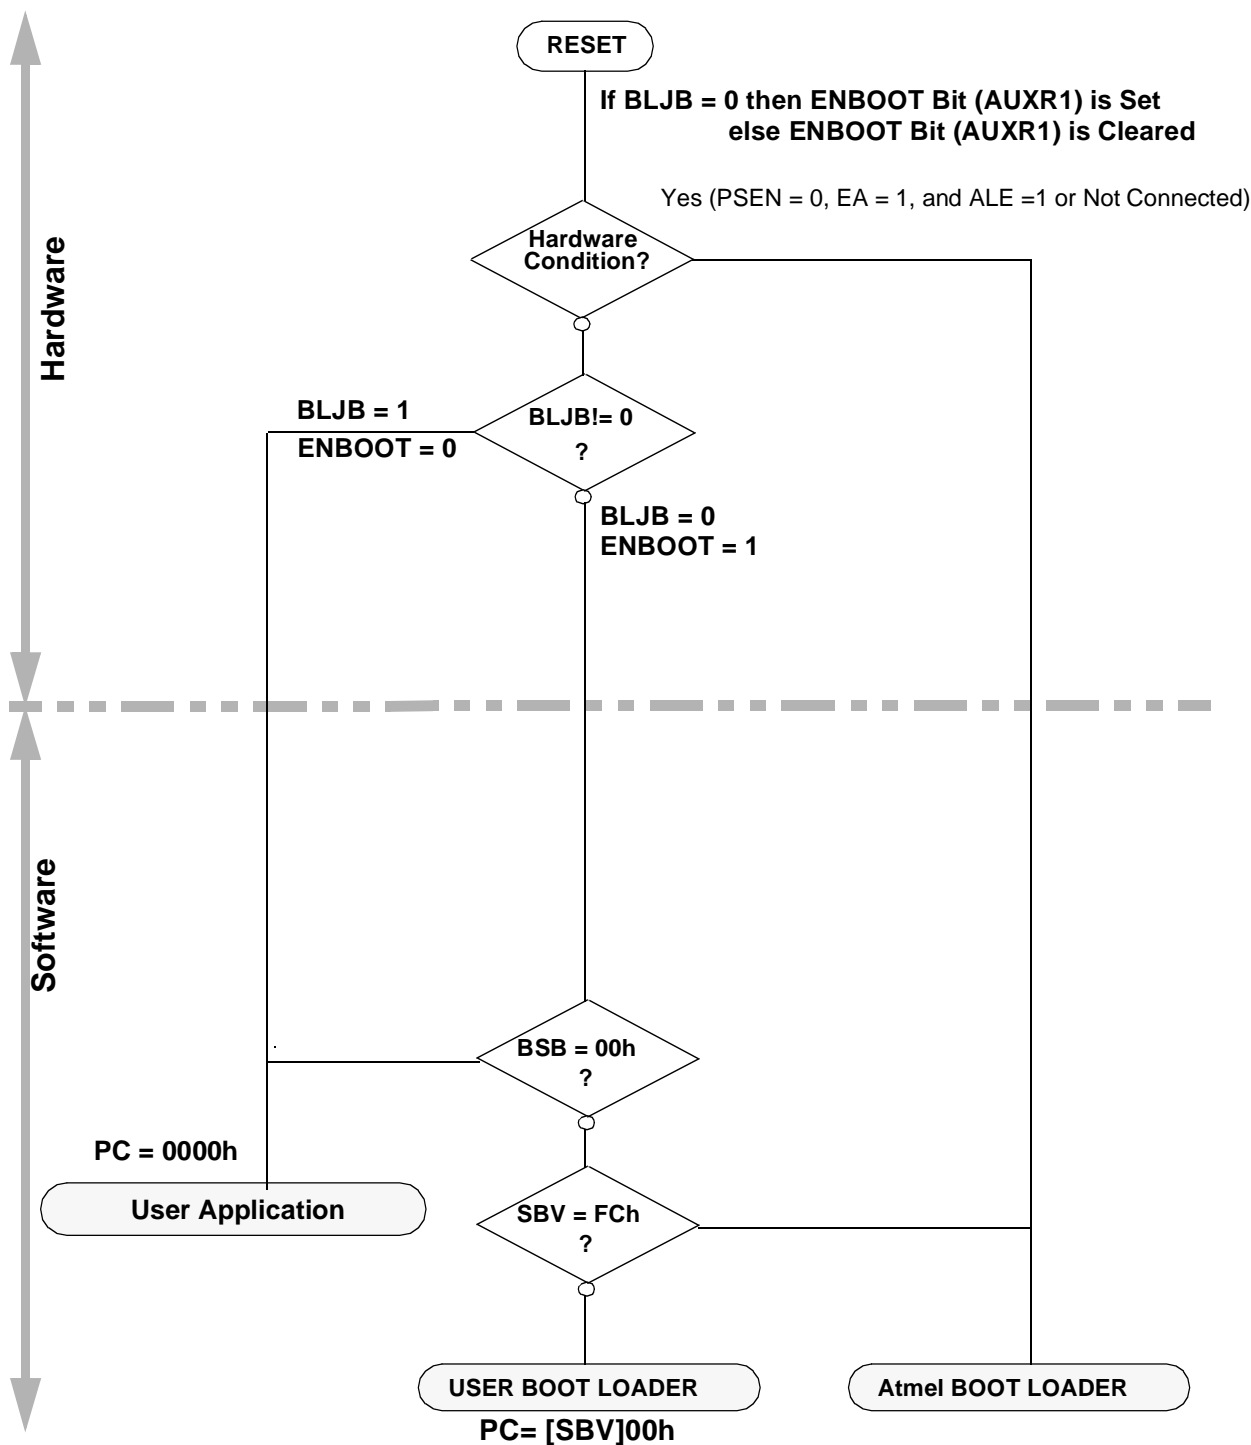 RESET
If BLJB = 0 then ENBOOT Bit (AUXR1) is Set
else ENBOOT Bit (AUXR1) is Cleared
Yes (PSEN = 0, EA = 1, and ALE =1 or Not Connected)
Hardware
Condition?
Hardware
BLJB = 1
ENBOOT = 0
BLJB!= 0
?
BLJB = 0
ENBOOT = 1
Software
BSB = 00h
?
PC = 0000h
User Application
SBV = FCh
?
USER BOOT LOADER
PC= [SBV]00h
Atmel BOOT LOADER